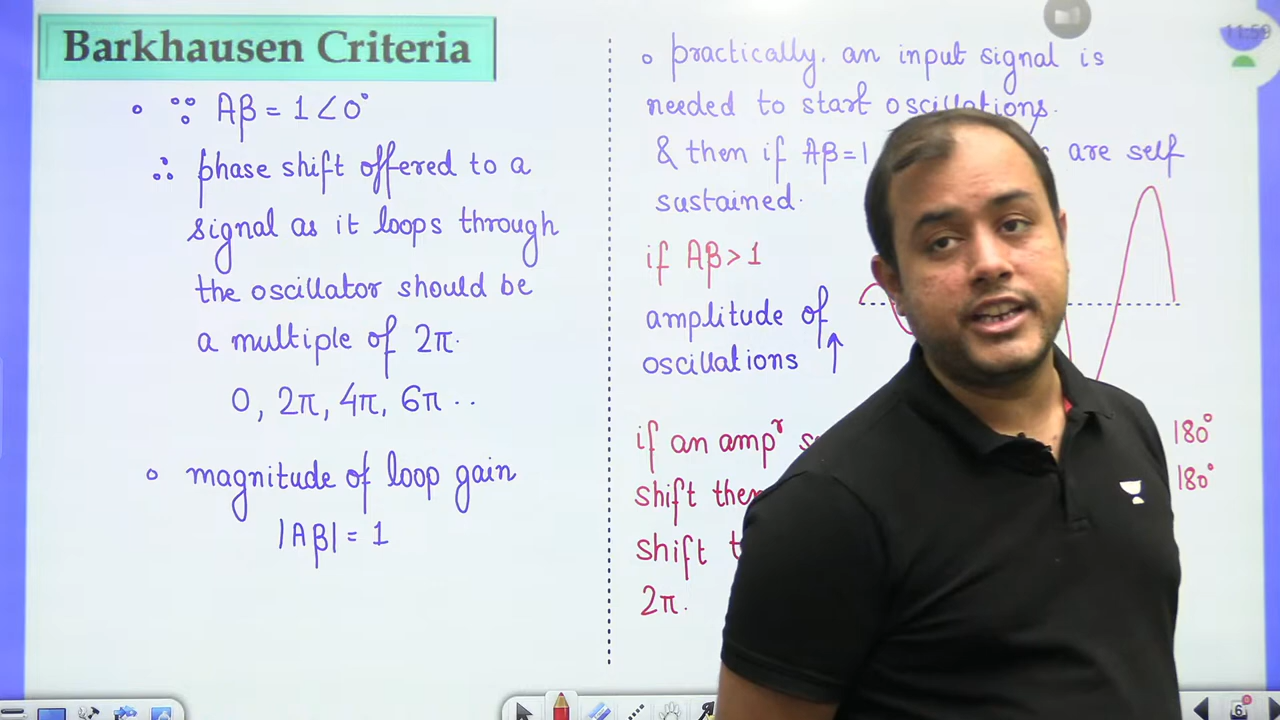 Barkhausen Criteria
∵ Aβ = 1∠0°
∴ phase shift offered to a
signal as it loops through
the oscillator should be
a multiple of 2π.
0, 2π, 4π, 6π ..
magnitude of loop gain
|Aβ| = 1
practically, an input signal is
needed to start oscillations.
& then if Aβ=1 are self
sustained.
if Aβ > 1
amplitude of
oscillations ↑
if an ampʳ 180°
shift 180°
shift
2π.
11:59
6